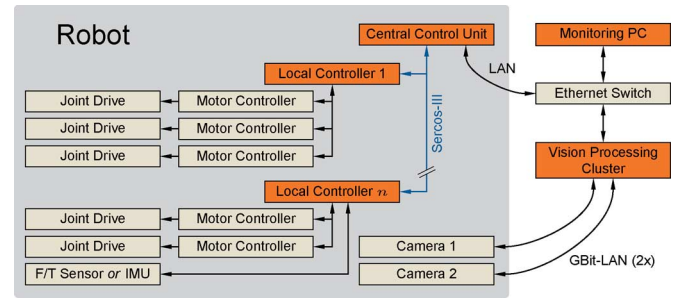 Robot
Central Control Unit
Monitoring PC
LAN
Local Controller 1
Ethernet Switch
Joint Drive
Motor Controller
Joint Drive
Motor Controller
Joint Drive
Motor Controller
Sercos-III
Vision Processing
Cluster
Local Controller n
Joint Drive
Motor Controller
Joint Drive
Motor Controller
Camera 1
F/T Sensor or IMU
Camera 2
GBit-LAN (2x)